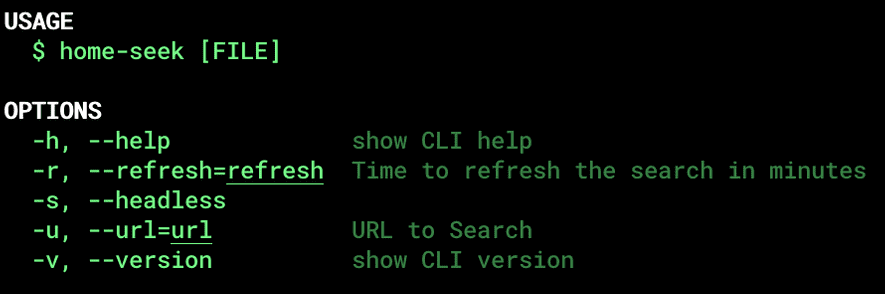 USAGE
$ home-seek [FILE]
OPTIONS
-h, --help show CLI help
-r, --refresh=refresh Time to refresh the search in minutes
-s, --headless
-u, --url=url URL to Search
-v, --version show CLI version